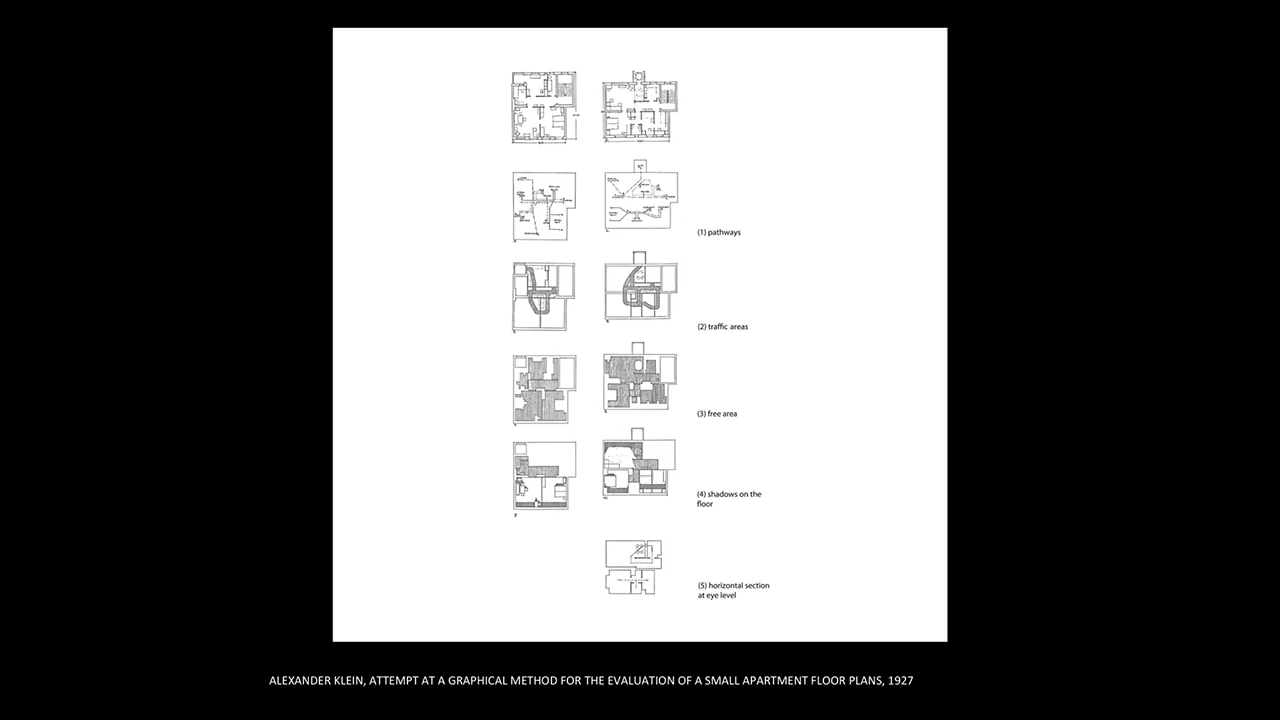 (1) pathways
(2) traffic areas
(3) free area
(4) shadows on the
floor
(5) horizontal section
at eye level
ALEXANDER KLEIN, ATTEMPT AT A GRAPHICAL METHOD FOR THE EVALUATION OF A SMALL APARTMENT FLOOR PLANS, 1927